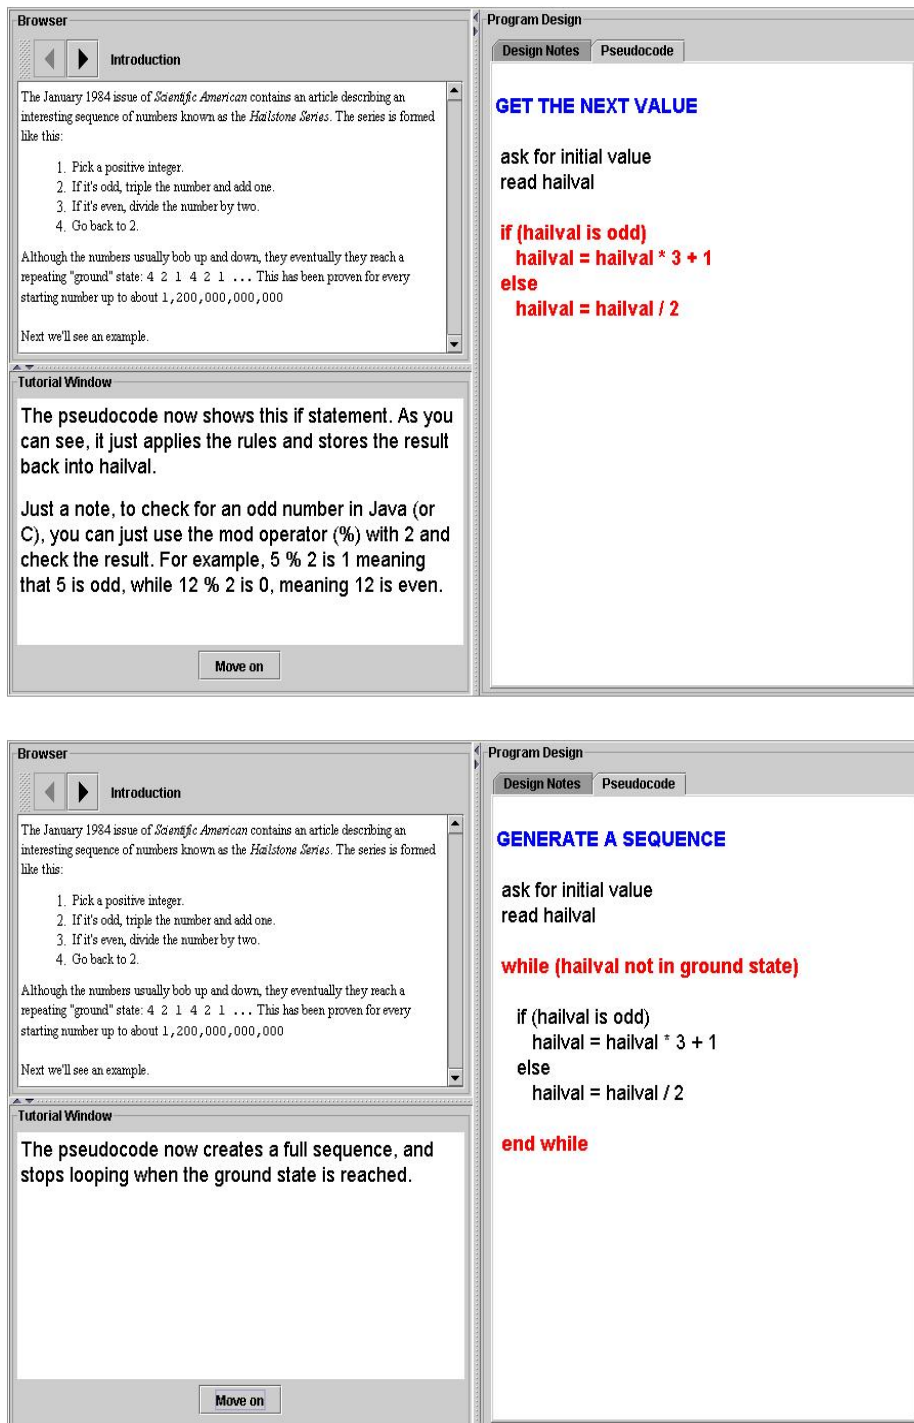 Browser
Introduction
The January 1984 issue of Scientific American contains an article describing an
interesting sequence of numbers known as the Hailstone Series. The series is formed
like this:
1. Pick a positive integer.
2. If it's odd, triple the number and add one.
3. If it's even, divide the number by two.
4. Go back to 2.
Although the numbers usually bob up and down, they eventually they reach a
repeating "ground" state: 4 2 1 4 2 1 ... This has been proven for every
starting number up to about 1,200,000,000,000
Next we'll see an example.
Tutorial Window
The pseudocode now shows this if statement. As you
can see, it just applies the rules and stores the result
back into hailval.
Just a note, to check for an odd number in Java (or
C), you can just use the mod operator (%) with 2 and
check the result. For example, 5 % 2 is 1 meaning
that 5 is odd, while 12 % 2 is 0, meaning 12 is even.
Move on
Program Design
Design Notes Pseudocode
GET THE NEXT VALUE
ask for initial value
read hailval
if (hailval is odd)
hailval = hailval * 3 + 1
else
hailval = hailval / 2
Browser
Introduction
The January 1984 issue of Scientific American contains an article describing an
interesting sequence of numbers known as the Hailstone Series. The series is formed
like this:
1. Pick a positive integer.
2. If it's odd, triple the number and add one.
3. If it's even, divide the number by two.
4. Go back to 2.
Although the numbers usually bob up and down, they eventually they reach a
repeating "ground" state: 4 2 1 4 2 1 ... This has been proven for every
starting number up to about 1,200,000,000,000
Next we'll see an example.
Tutorial Window
The pseudocode now creates a full sequence, and
stops looping when the ground state is reached.
Move on
Program Design
Design Notes Pseudocode
GENERATE A SEQUENCE
ask for initial value
read hailval
while (hailval not in ground state)
if (hailval is odd)
hailval = hailval * 3 + 1
else
hailval = hailval / 2
end while